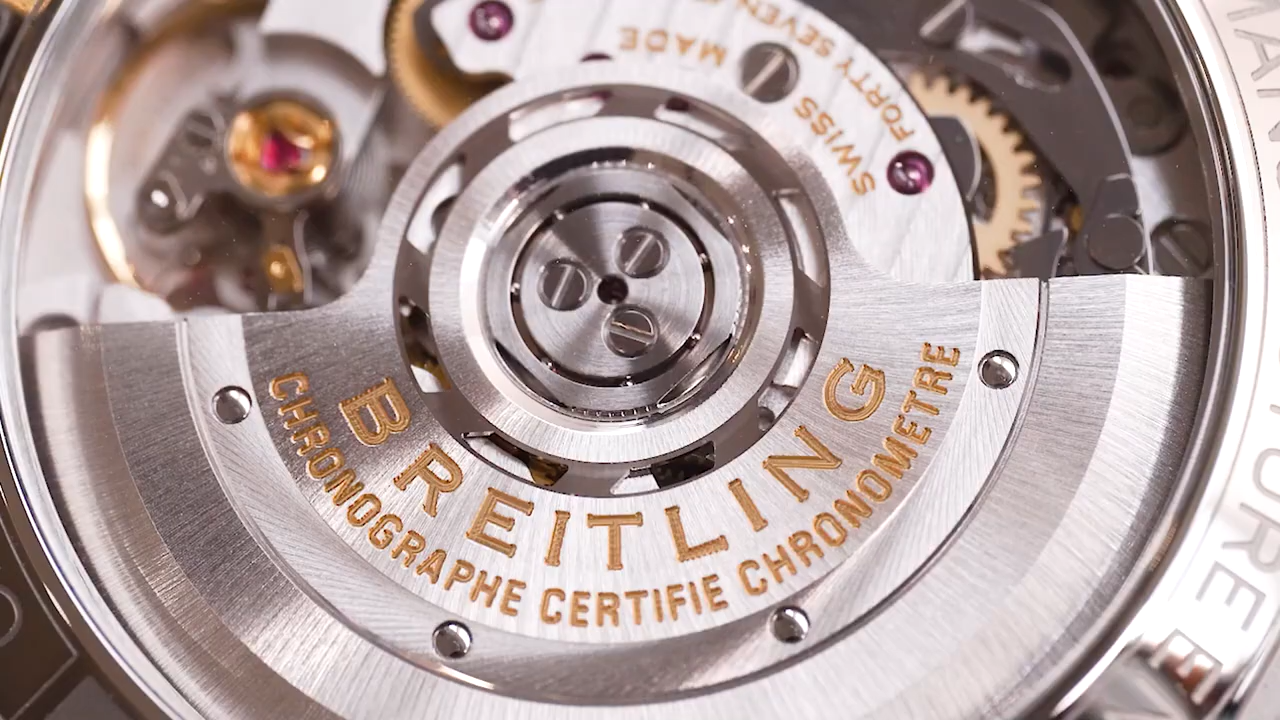 MADE
SWISS
FORTY SEVEN
BREITLING
CHRONOGRAPHE CERTIFIE CHRONOMETRE